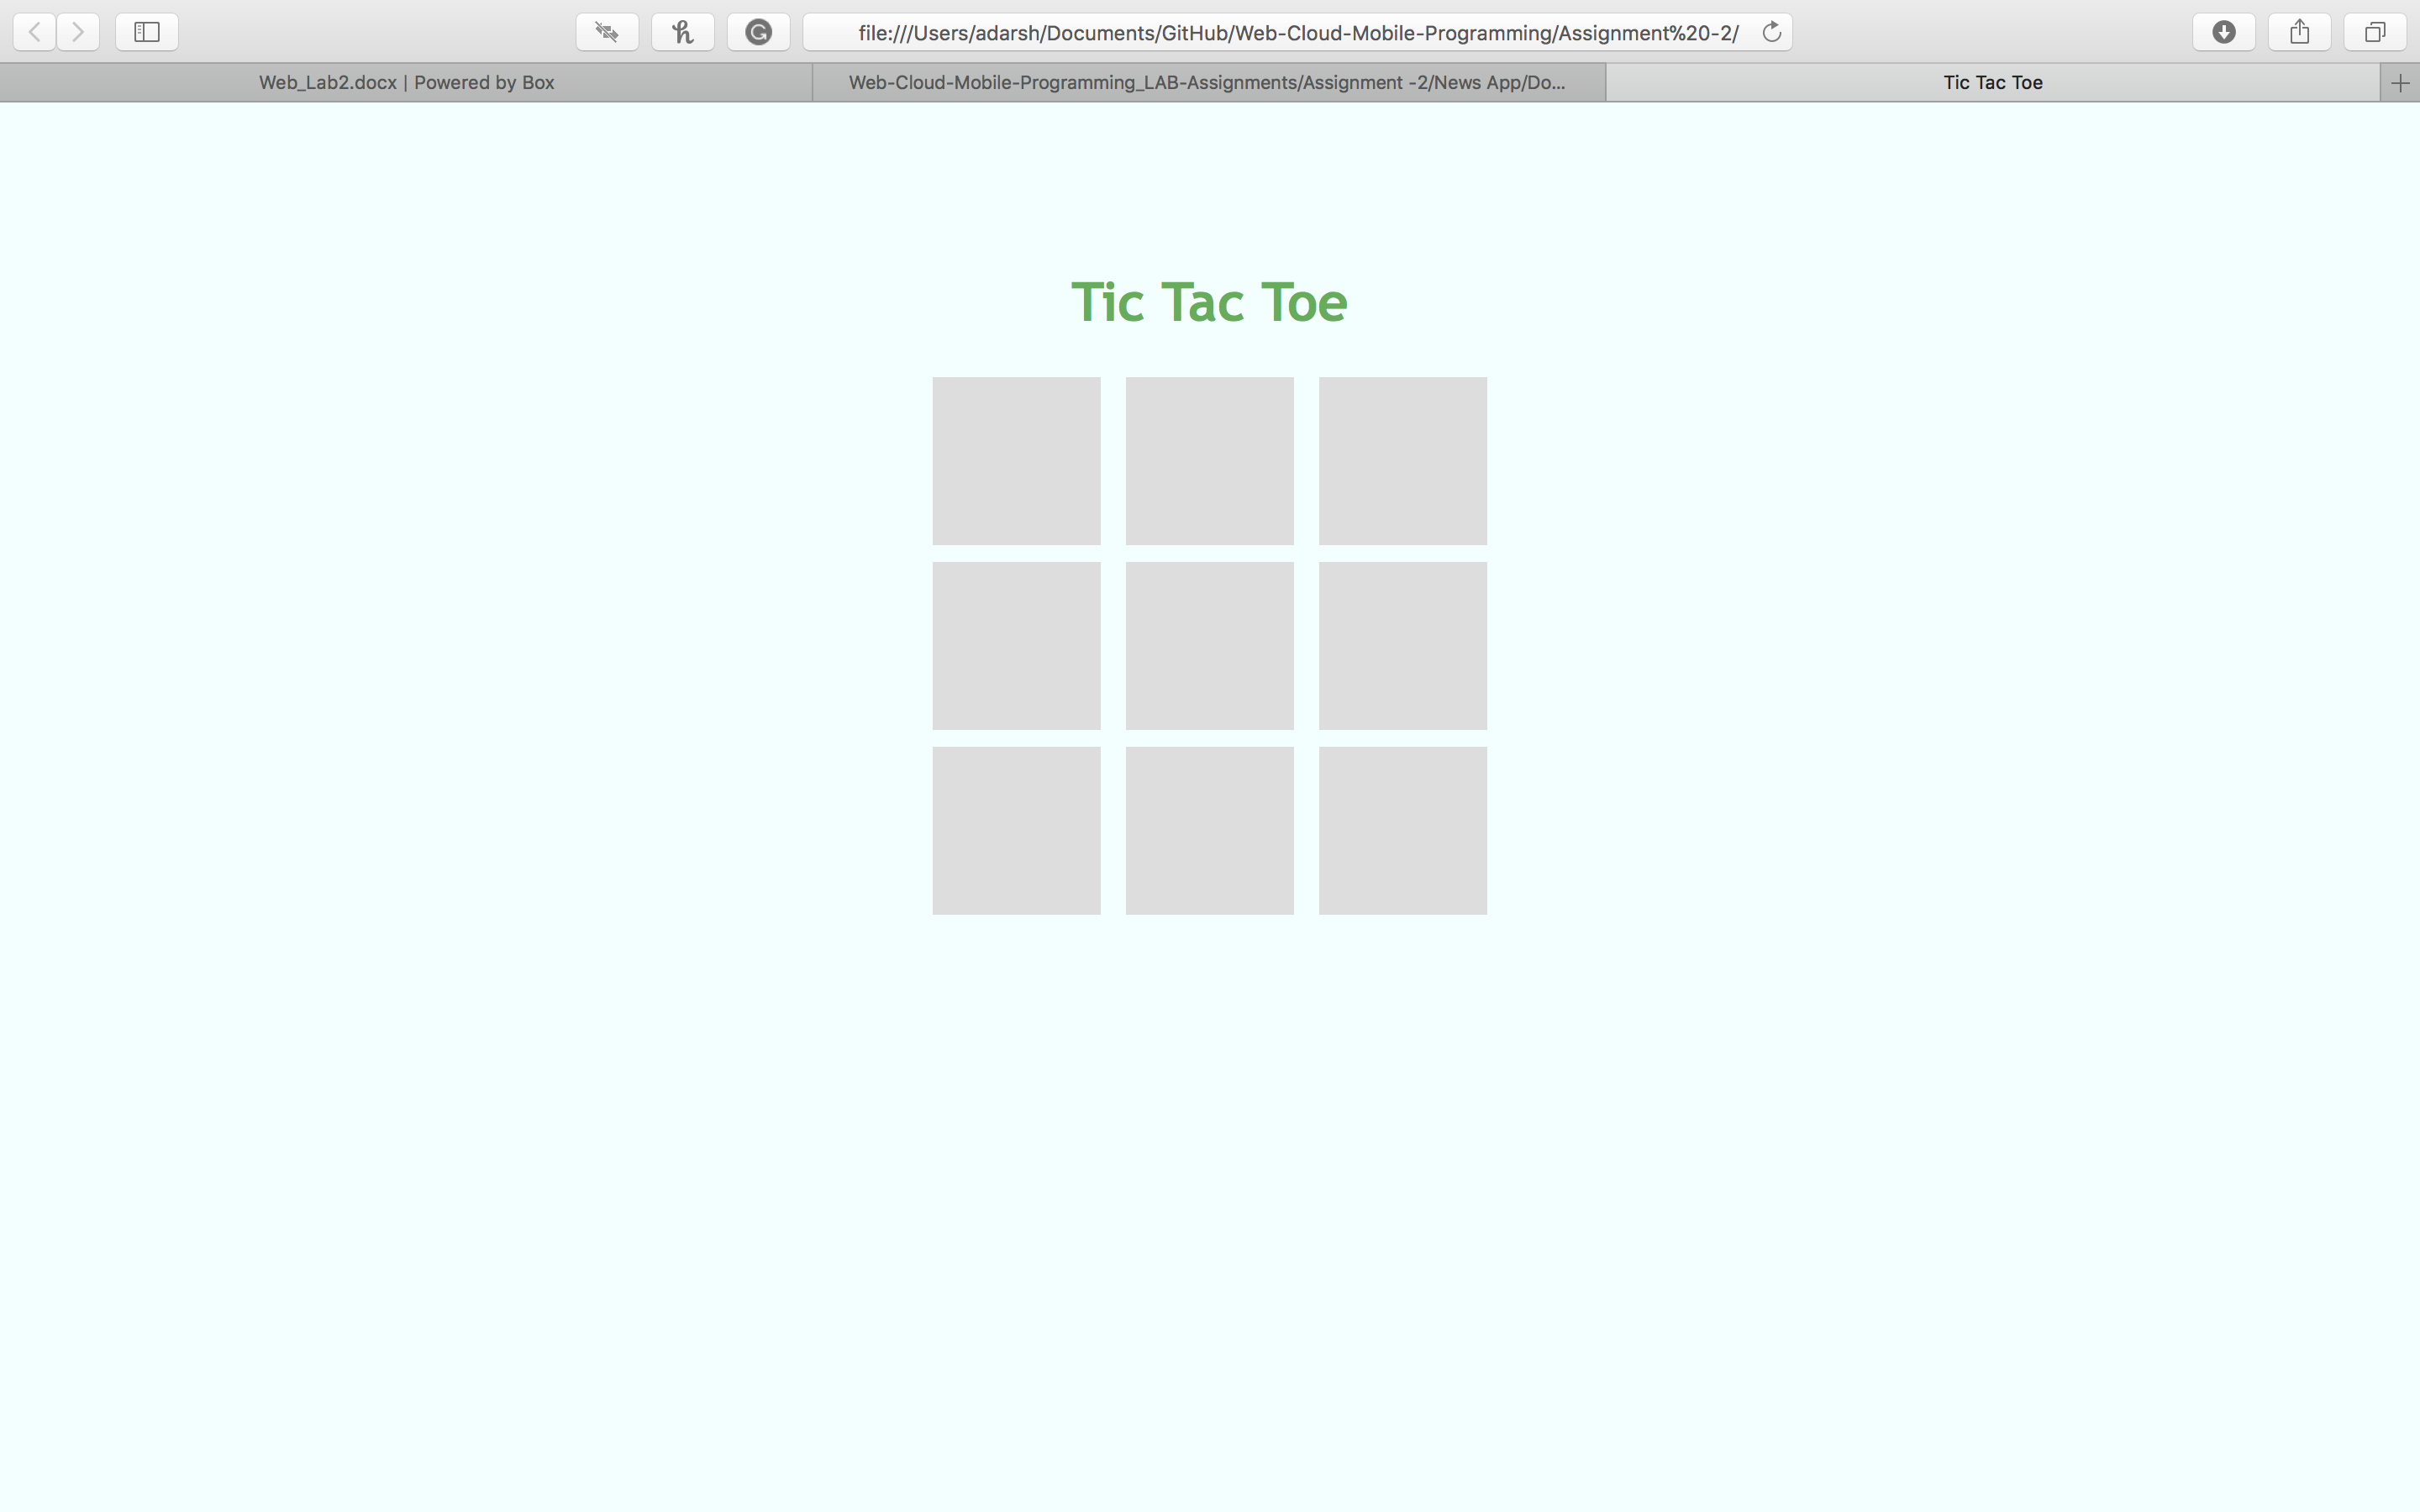 file:///Users/adarsh/Documents/GitHub/Web-Cloud-Mobile-Programming/Assignment%20-2/
Web_Lab2.docx | Powered by Box
Web-Cloud-Mobile-Programming_LAB-Assignments/Assignment -2/News App/Do...
Tic Tac Toe
Tic Tac Toe